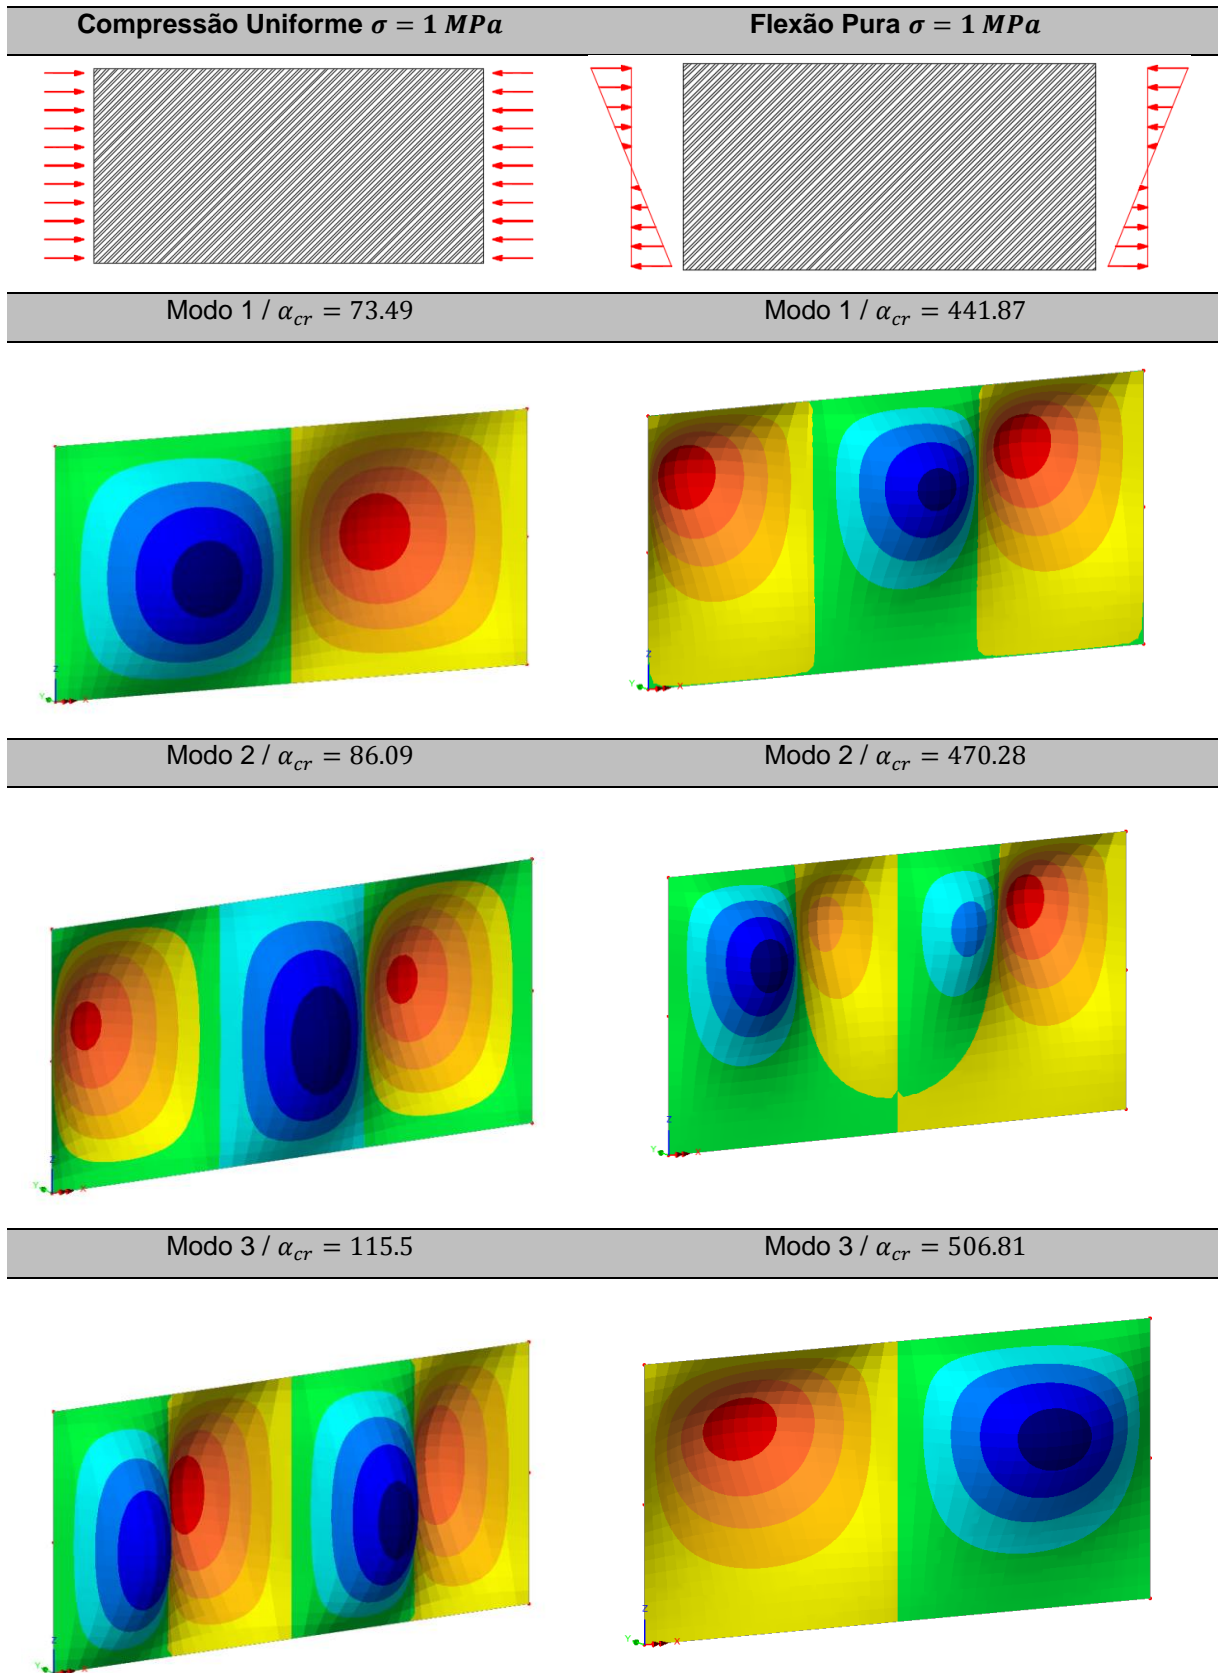 Compressão Uniforme σ = 1 MPa
Flexão Pura σ = 1 MPa
Modo 1 / α_cr = 73.49
Modo 1 / α_cr = 441.87
Z
Y
X
Z
Y
X
Modo 2 / α_cr = 86.09
Modo 2 / α_cr = 470.28
Z
Y
X
Z
Y
X
Modo 3 / α_cr = 115.5
Modo 3 / α_cr = 506.81
Z
Y
X
Z
Y
X